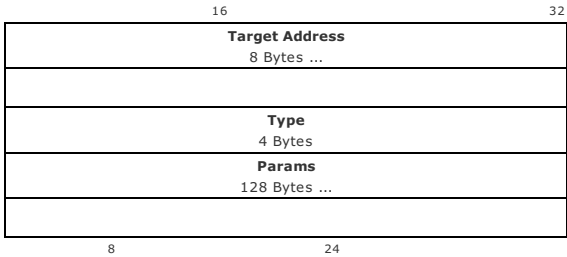 16 32
Target Address
8 Bytes ...
Type
4 Bytes
Params
128 Bytes ...
8 24